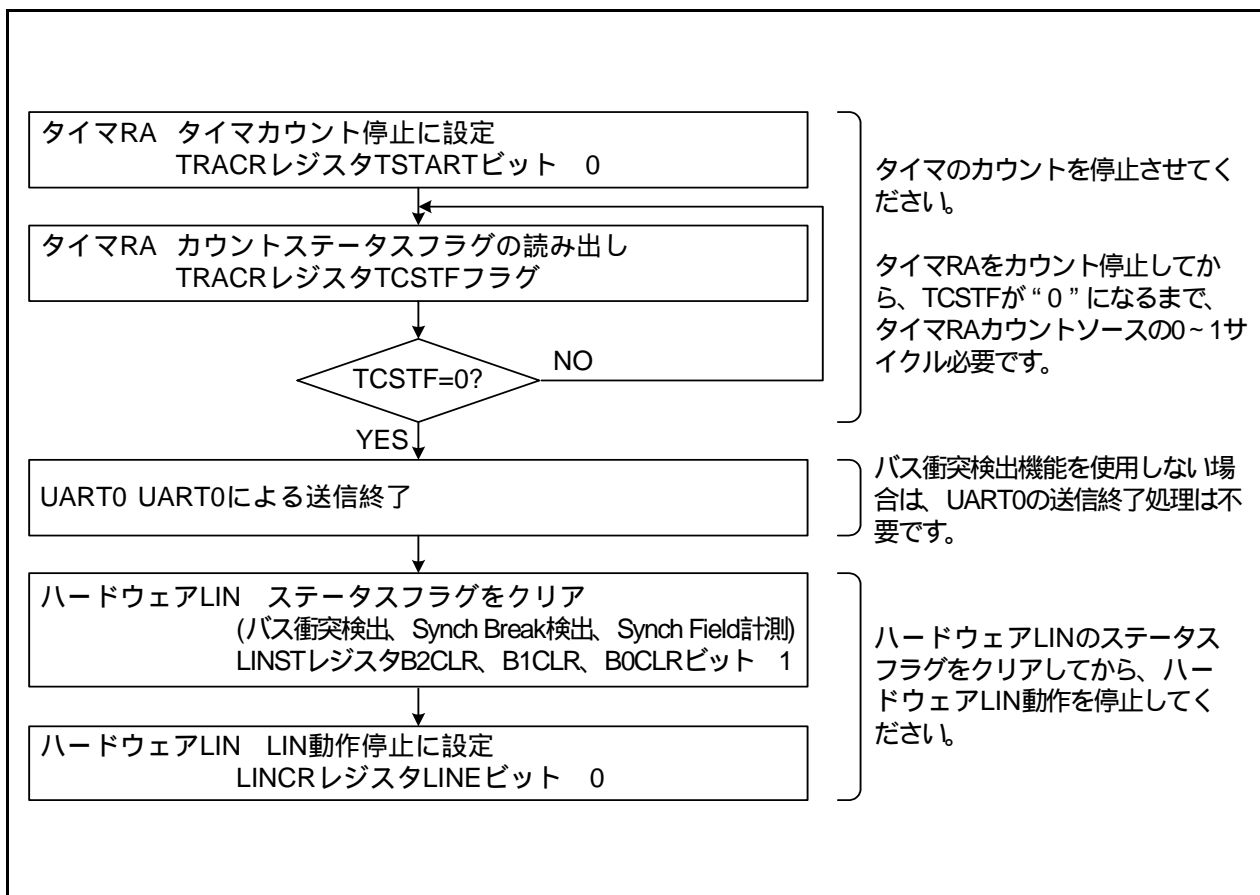 タイマRA タイマカウント停止に設定
TRACRレジスタTSTARTビット 0
タイマRA カウントステータスフラグの読み出し
TRACRレジスタTCSTFフラグ
TCSTF=0?
NO
YES
UART0 UART0による送信終了
ハードウェアLIN ステータスフラグをクリア
(バス衝突検出、Synch Break検出、Synch Field計測)
LINSTレジスタB2CLR、B1CLR、B0CLRビット 1
ハードウェアLIN LIN動作停止に設定
LINCRレジスタLINEビット 0
タイマのカウントを停止させてく
ださい。
タイマRAをカウント停止してか
ら、TCSTFが“0”になるまで、
タイマRAカウントソースの0~1サ
イクル必要です。
バス衝突検出機能を使用しない場
合は、UART0の送信終了処理は不
要です。
ハードウェアLINのステータス
フラグをクリアしてから、ハー
ドウェアLIN動作を停止してく
ださい。